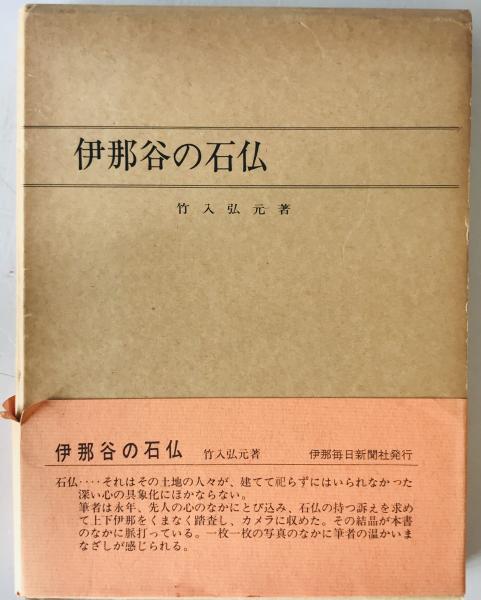 伊那谷の石仏
竹入弘元著
伊那谷の石仏 竹入弘元著 伊那毎日新聞社発行
石仏‥‥それはその土地の人々が、建てて祀らずにはいられなかった
深い心の具象化にほかならない。
筆者は永年、先人の心のなかにとび込み、石仏の持つ訴えを求め
て上下伊那をくまなく踏査し、カメラに収めた。その結晶が本書
のなかに脈打っている。一枚一枚の写真のなかに筆者の温かいま
なざしが感じられる。